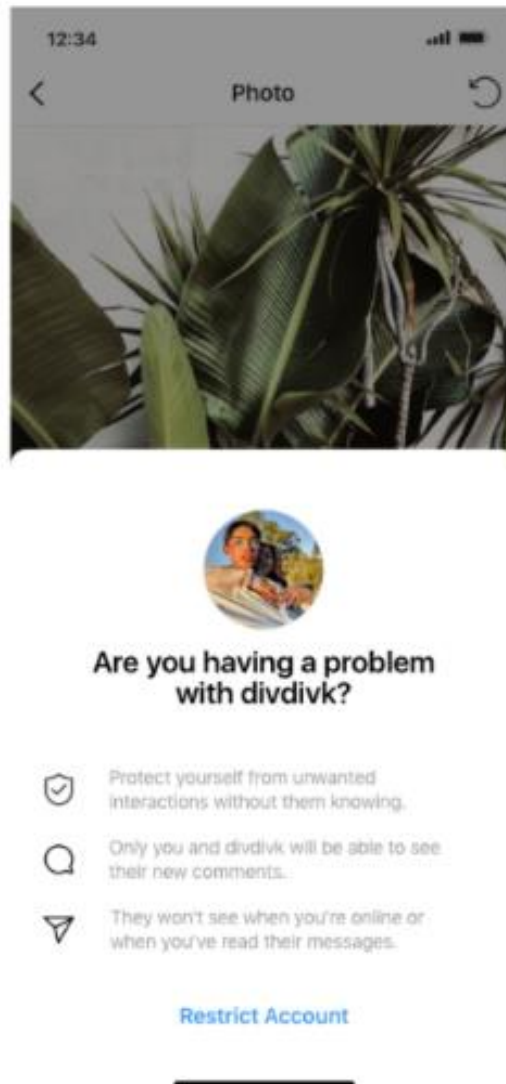 12:34
Photo
Are you having a problem
with divdivk?
Protect yourself from unwanted
interactions without them knowing.
Only you and divdivk will be able to see
their new comments.
They won't see when you're online or
when you've read their messages.
Restrict Account